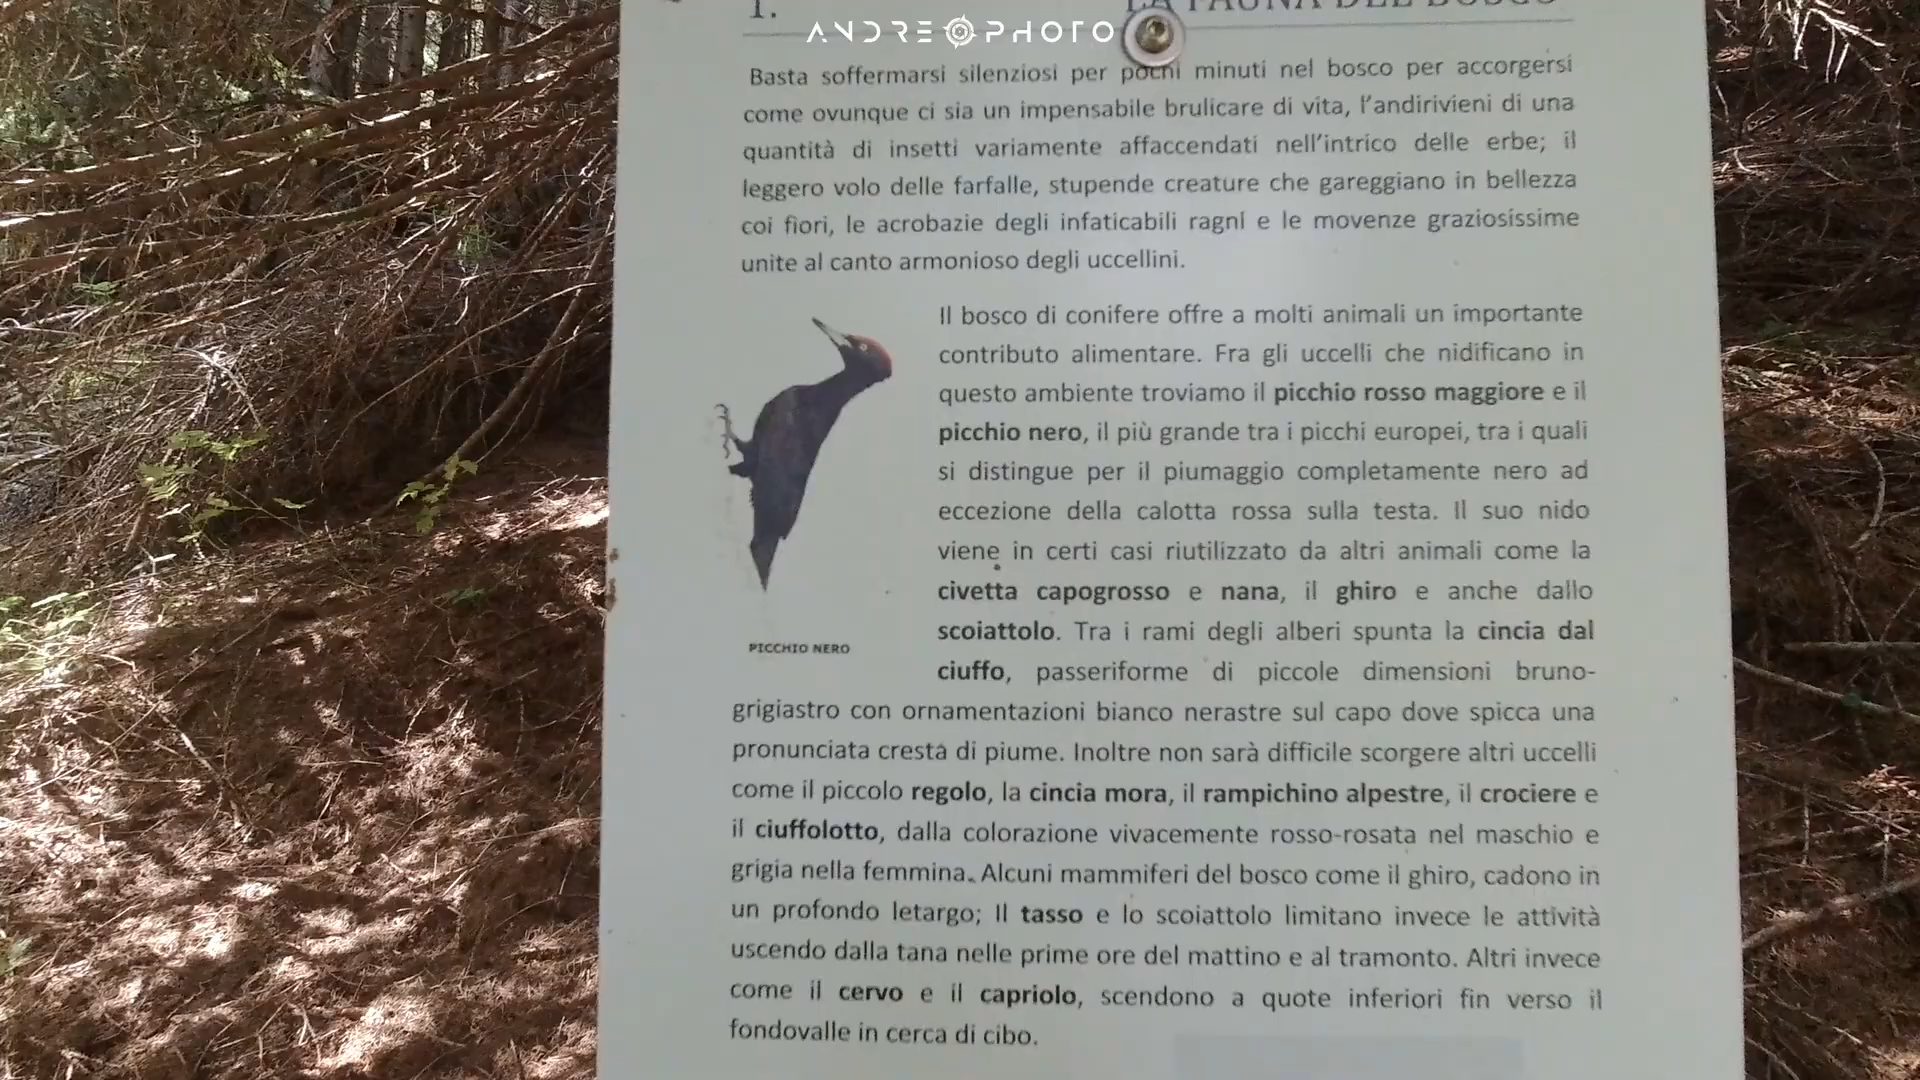 1. LA FAUNA DEL BOSCO
ANDREOPHOTO
Basta soffermarsi silenziosi per pochi minuti nel bosco per accorgersi
come ovunque ci sia un impensabile brulicare di vita, l'andirivieni di una
quantità di insetti variamente affaccendati nell'intrico delle erbe; il
leggero volo delle farfalle, stupende creature che gareggiano in bellezza
coi fiori, le acrobazie degli infaticabili ragni e le movenze graziosissime
unite al canto armonioso degli uccellini.
Il bosco di conifere offre a molti animali un importante
contributo alimentare. Fra gli uccelli che nidificano in
questo ambiente troviamo il picchio rosso maggiore e il
picchio nero, il più grande tra i picchi europei, tra i quali
si distingue per il piumaggio completamente nero ad
eccezione della calotta rossa sulla testa. Il suo nido
viene in certi casi riutilizzato da altri animali come la
civetta capogrosso e nana, il ghiro e anche dallo
scoiattolo. Tra i rami degli alberi spunta la cincia dal
ciuffo, passeriforme di piccole dimensioni bruno-
PICCHIO NERO
grigiastro con ornamentazioni bianco nerastre sul capo dove spicca una
pronunciata cresta di piume. Inoltre non sarà difficile scorgere altri uccelli
come il piccolo regolo, la cincia mora, il rampichino alpestre, il crociere e
il ciuffolotto, dalla colorazione vivacemente rosso-rosata nel maschio e
grigia nella femmina. Alcuni mammiferi del bosco come il ghiro, cadono in
un profondo letargo; Il tasso e lo scoiattolo limitano invece le attività
uscendo dalla tana nelle prime ore del mattino e al tramonto. Altri invece
come il cervo e il capriolo, scendono a quote inferiori fin verso il
fondovalle in cerca di cibo.